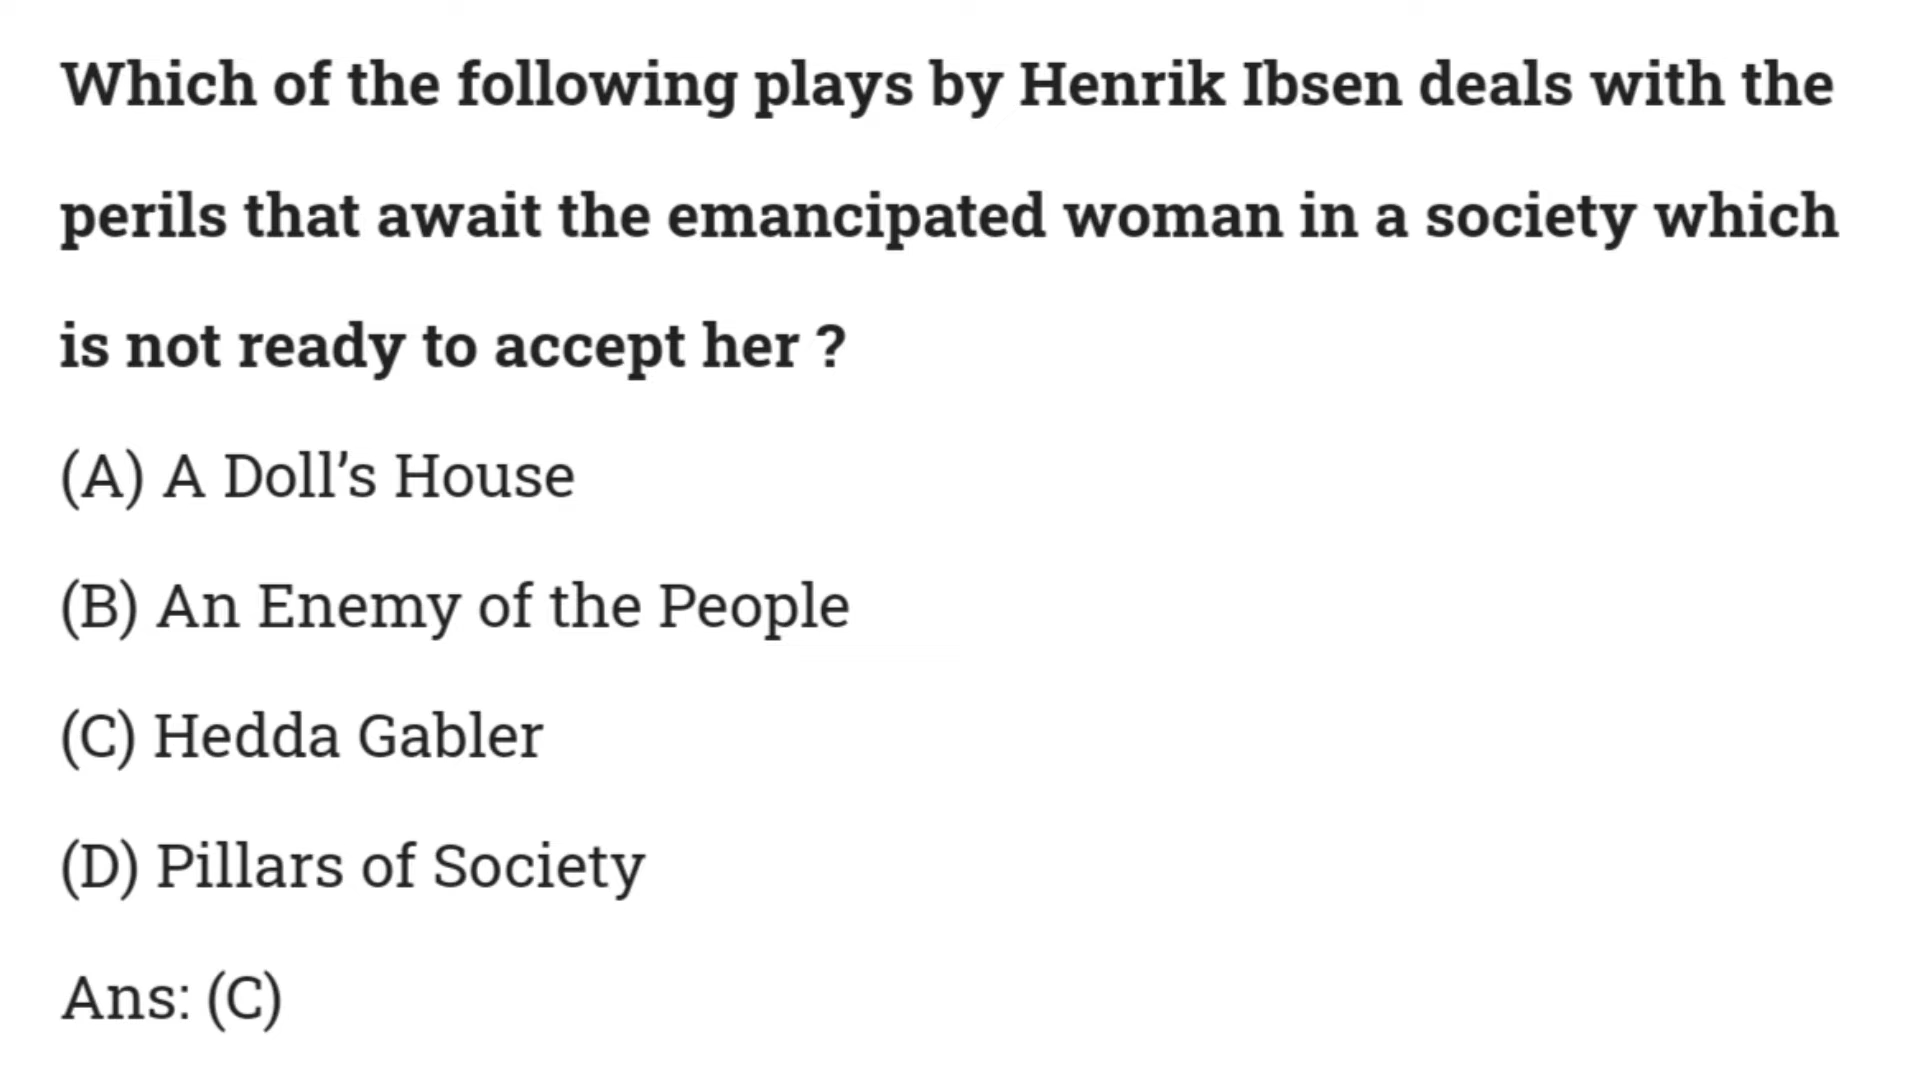 Which of the following plays by Henrik Ibsen deals with the
perils that await the emancipated woman in a society which
is not ready to accept her ?
(A) A Doll’s House
(B) An Enemy of the People
(C) Hedda Gabler
(D) Pillars of Society
Ans: (C)